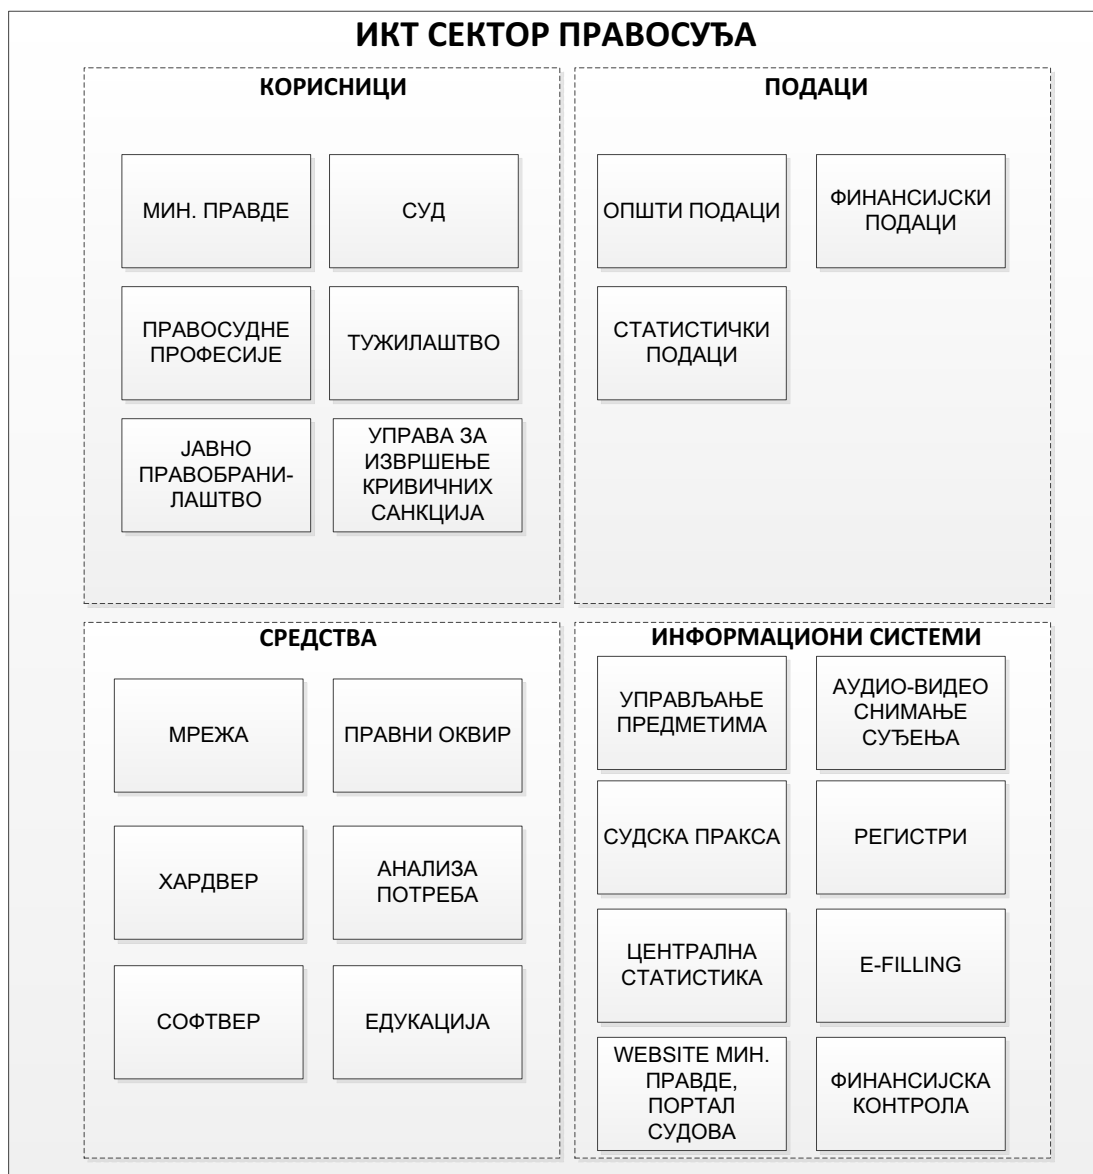 ИКТ СЕКТОР ПРАВОСУЂА
КОРИСНИЦИ
МИН. ПРАВДЕ
СУД
ПРАВОСУДНЕ
ПРОФЕСИЈЕ
ТУЖИЛАШТВО
ЈАВНО
ПРАВОБРАНИ-
ЛАШТВО
УПРАВА ЗА
ИЗВРШЕЊЕ
КРИВИЧНИХ
САНКЦИЈА
ПОДАЦИ
ОПШТИ ПОДАЦИ
ФИНАНСИЈСКИ
ПОДАЦИ
СТАТИСТИЧКИ
ПОДАЦИ
СРЕДСТВА
МРЕЖА
ПРАВНИ ОКВИР
ХАРДВЕР
АНАЛИЗА
ПОТРЕБА
СОФТВЕР
ЕДУКАЦИЈА
ИНФОРМАЦИОНИ СИСТЕМИ
УПРАВЉАЊЕ
ПРЕДМЕТИМА
АУДИО-ВИДЕО
СНИМАЊЕ
СУЂЕЊА
СУДСКА ПРАКСА
РЕГИСТРИ
ЦЕНТРАЛНА
СТАТИСТИКА
E-FILLING
WEBSITE МИН.
ПРАВДЕ,
ПОРТАЛ
СУДОВА
ФИНАНСИЈСКА
КОНТРОЛА